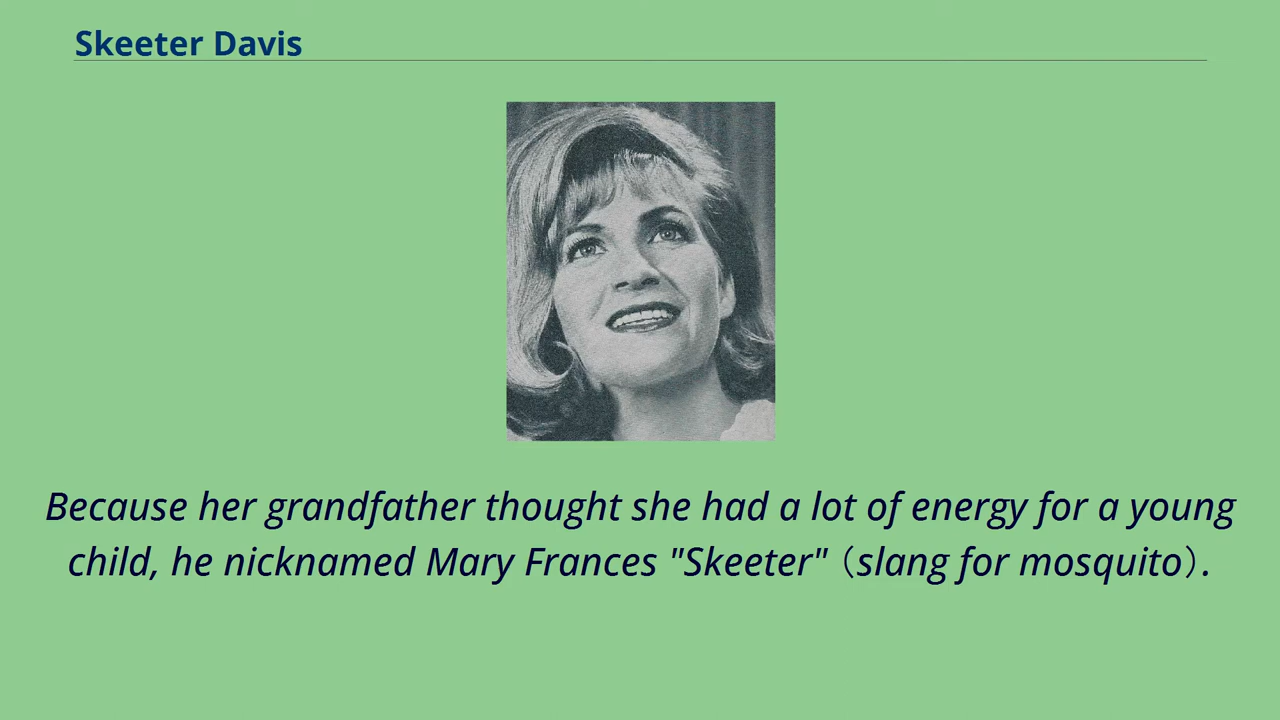 Skeeter Davis
Because her grandfather thought she had a lot of energy for a young
child, he nicknamed Mary Frances "Skeeter"（slang for mosquito）.